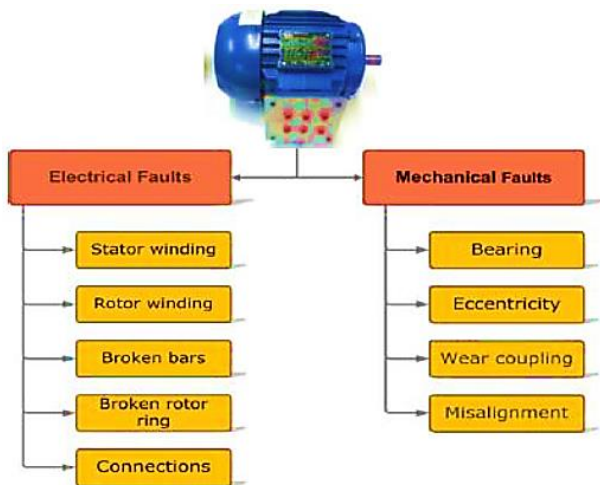 Electrical Faults
Stator winding
Rotor winding
Broken bars
Broken rotor
ring
Connections
Mechanical Faults
Bearing
Eccentricity
Wear coupling
Misalignment